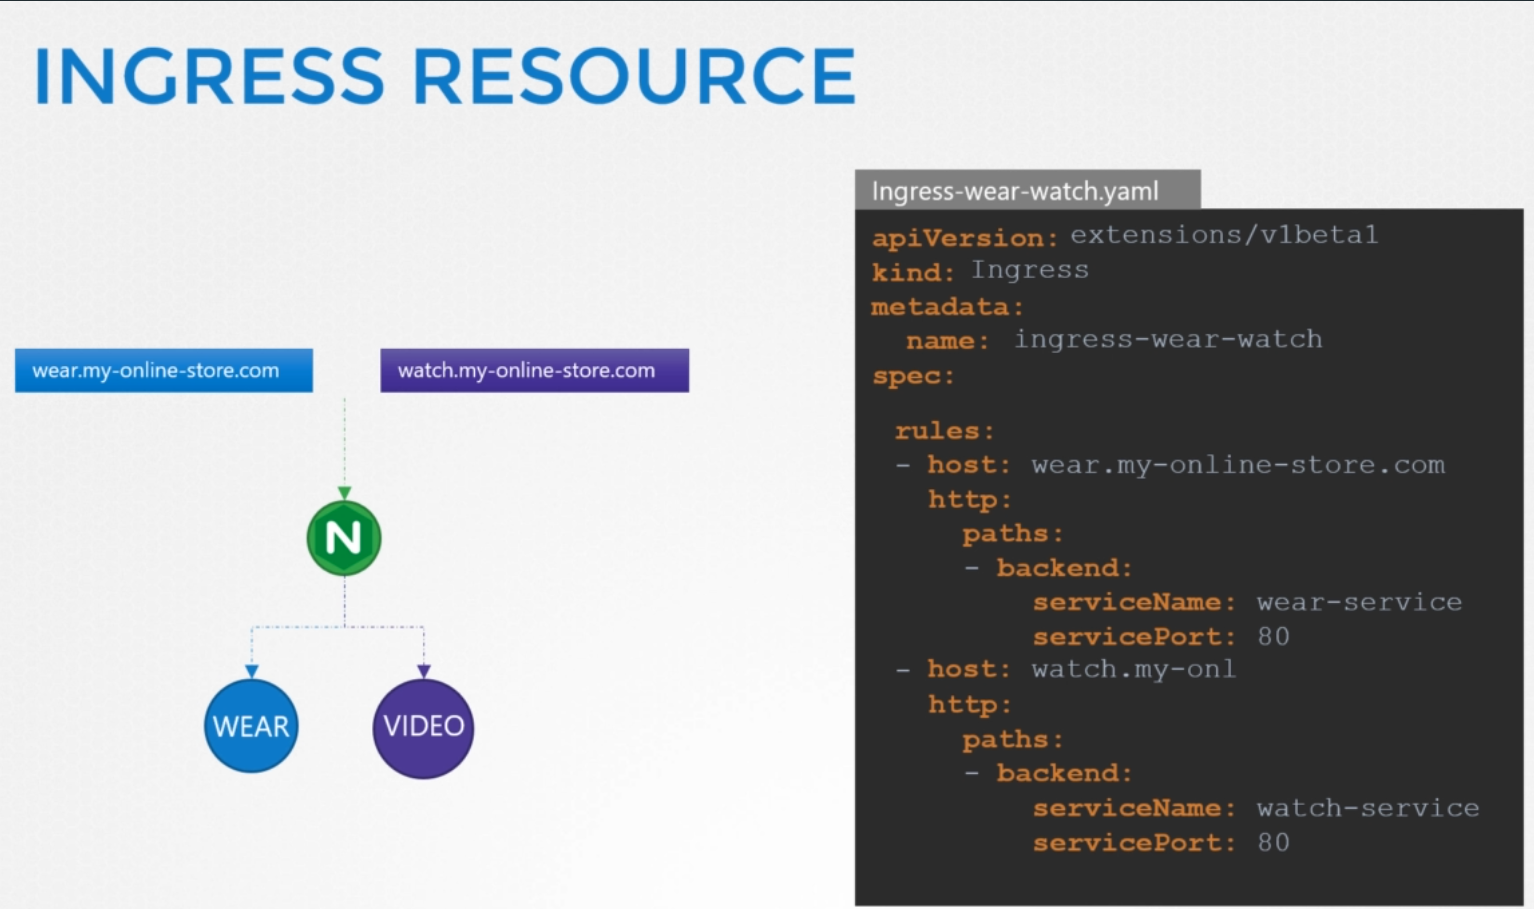 INGRESS RESOURCE
wear.my-online-store.com
watch.my-online-store.com
N
WEAR
VIDEO
Ingress-wear-watch.yaml
apiVersion: extensions/v1beta1
kind: Ingress
metadata:
name: ingress-wear-watch
spec:
rules:
- host: wear.my-online-store.com
http:
paths:
- backend:
serviceName: wear-service
servicePort: 80
- host: watch.my-onl
http:
paths:
- backend:
serviceName: watch-service
servicePort: 80